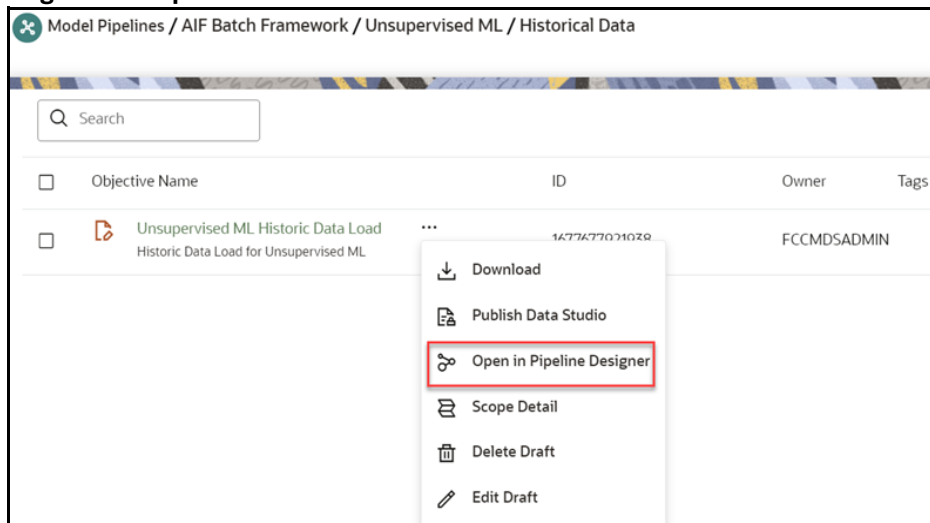 Model Pipelines / AIF Batch Framework / Unsupervised ML / Historical Data
Search
Objective Name ID Owner Tags
Unsupervised ML Historic Data Load ... 1677677921938 FCCMDSADMIN
Historic Data Load for Unsupervised ML
Download
Publish Data Studio
Open in Pipeline Designer
Scope Detail
Delete Draft
Edit Draft